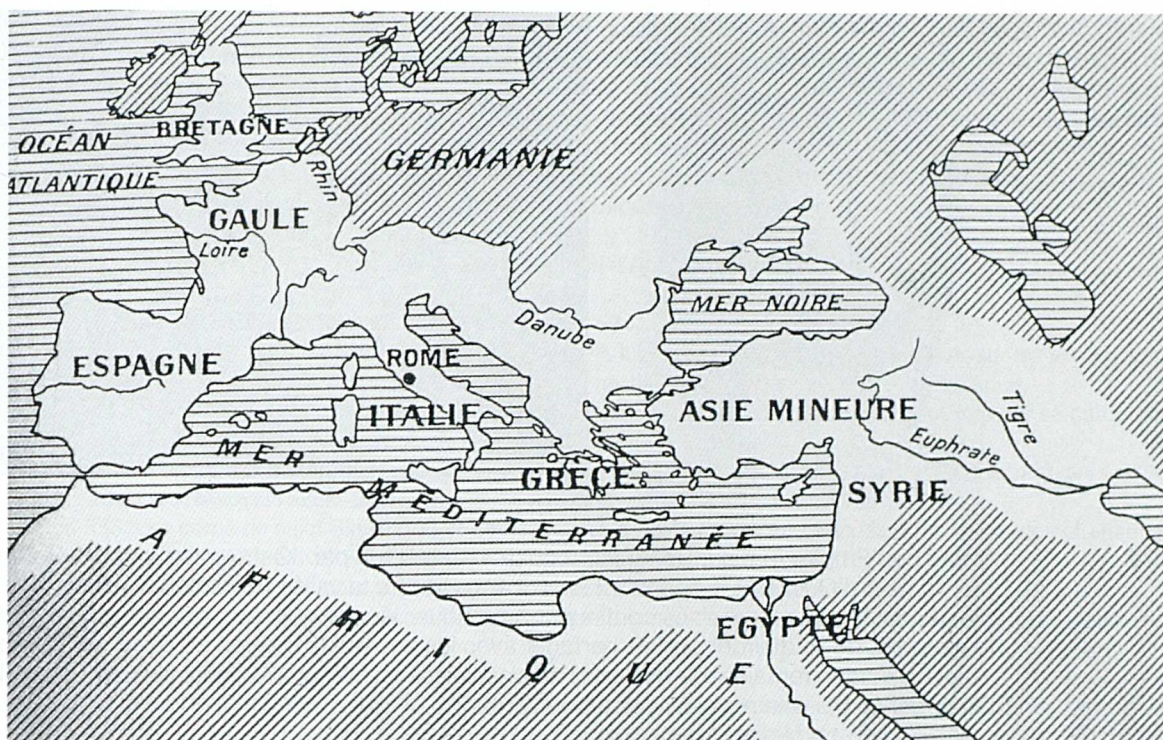 OCÉAN
ATLANTIQUE
BRETAGNE
GERMANIE
Rhin
GAULE
Loire
MER NOIRE
Danube
ESPAGNE
ROME
ITALIE
ASIE MINEURE
Tigre
Euphrate
MER
MÉDITERRANÉE
GRÈCE
SYRIE
AFRIQUE
EGYPTE